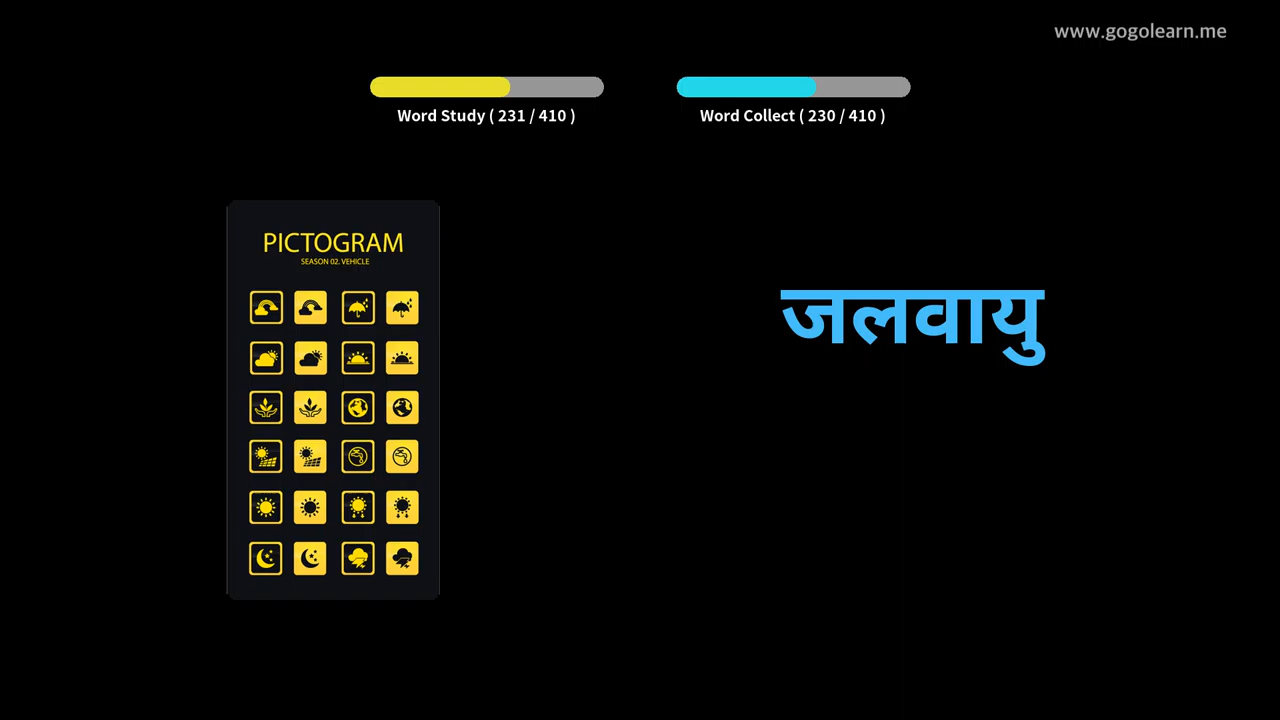 www.gogolearn.me
Word Study ( 231 / 410 )
Word Collect ( 230 / 410 )
PICTOGRAM
SEASON 02. VEHICLE
जलवायु